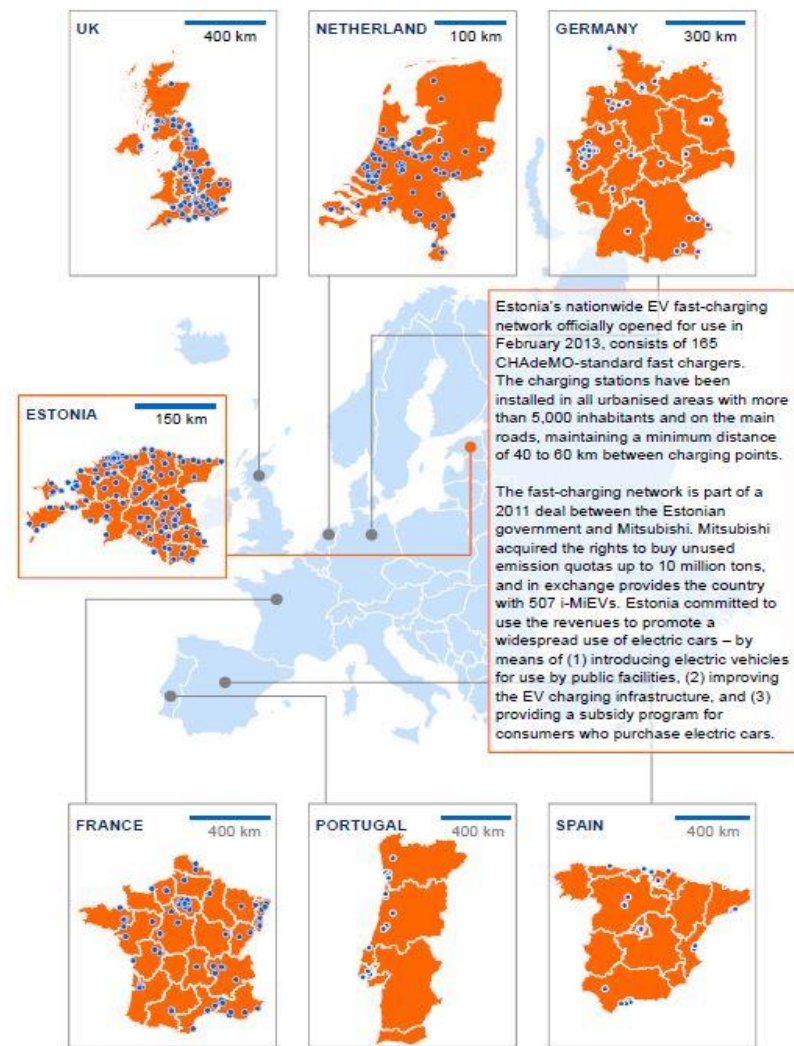 UK
400 km
NETHERLAND
100 km
GERMANY
300 km
Estonia's nationwide EV fast-charging
network officially opened for use in
February 2013, consists of 165
CHAdeMO-standard fast chargers.
The charging stations have been
installed in all urbanised areas with more
than 5,000 inhabitants and on the main
roads, maintaining a minimum distance
of 40 to 60 km between charging points.
The fast-charging network is part of a
2011 deal between the Estonian
government and Mitsubishi. Mitsubishi
acquired the rights to buy unused
emission quotas up to 10 million tons,
and in exchange provides the country
with 507 i-MiEVs. Estonia committed to
use the revenues to promote a
widespread use of electric cars – by
means of (1) introducing electric vehicles
for use by public facilities, (2) improving
the EV charging infrastructure, and (3)
providing a subsidy program for
consumers who purchase electric cars.
ESTONIA
150 km
FRANCE
400 km
PORTUGAL
400 km
SPAIN
400 km